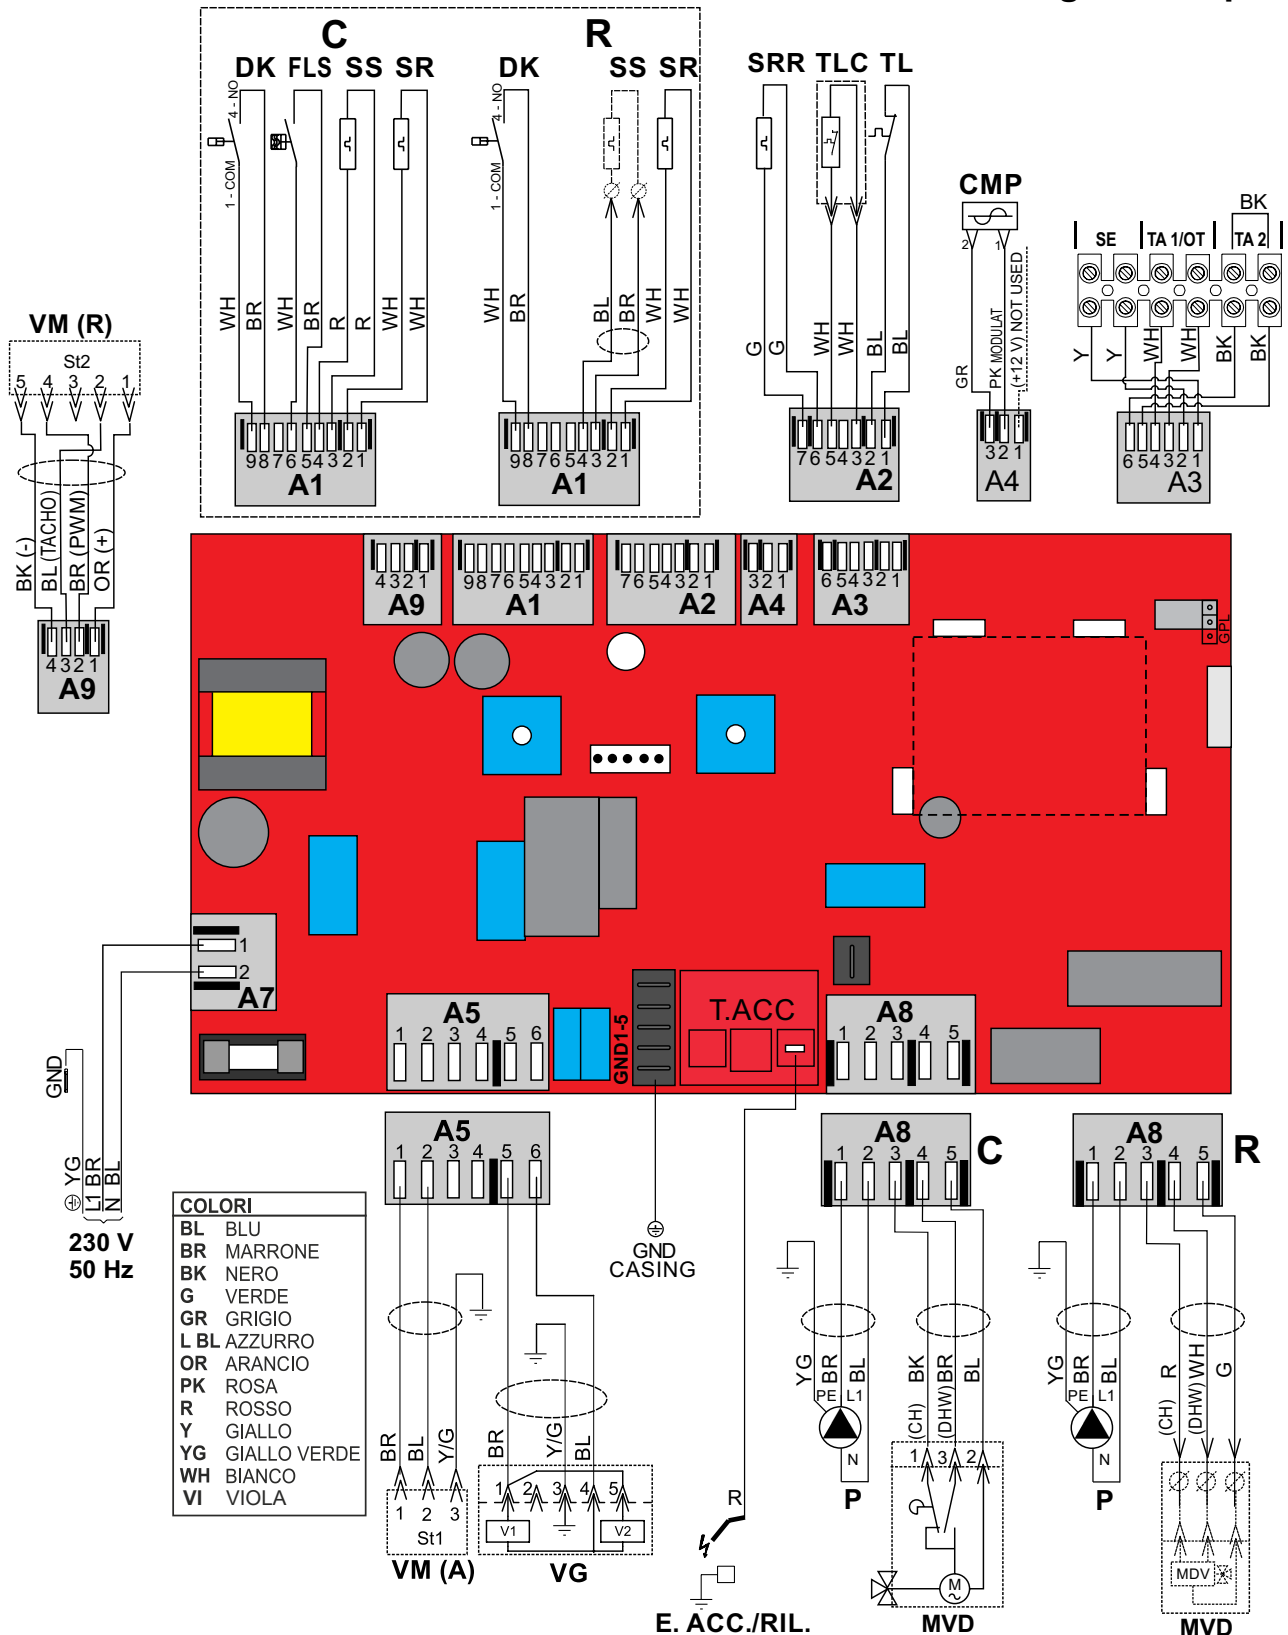 C
R
DK FLS SS SR
DK SS SR
SRR TLC TL
4 - NO
1 - COM
4 - NO
1 - COM
CMP
2 1
BK
SE TA 1/OT TA 2
WH BR WH BR R R WH WH
WH BR BL BR WH WH
G G WH WH BL BL
GR
PK MODULAT
(+12 V) NOT USED
Y Y WH WH BK BK
VM (R)
St2
5 4 3 2 1
BK (-)
BL (TACHO)
BR (PWM)
OR (+)
4 3 2 1
A9
9 8 7 6 5 4 3 2 1
A1
9 8 7 6 5 4 3 2 1
A1
7 6 5 4 3 2 1
A2
3 2 1
A4
6 5 4 3 2 1
A3
4 3 2 1
A9
9 8 7 6 5 4 3 2 1
A1
7 6 5 4 3 2 1
A2
3 2 1
A4
6 5 4 3 2 1
A3
GPL
1
2
A7
A5
1 2 3 4 5 6
GND1-5
T.ACC
A8
1 2 3 4 5
GND
YG
L1 BR
N BL
230 V
50 Hz
A5
1 2 3 4 5 6
A8
1 2 3 4 5
C
A8
1 2 3 4 5
R
COLORI
BL BLU
BR MARRONE
BK NERO
G VERDE
GR GRIGIO
L BL AZZURRO
OR ARANCIO
PK ROSA
R ROSSO
Y GIALLO
YG GIALLO VERDE
WH BIANCO
VI VIOLA
GND
CASING
BR BL Y/G
1 2 3
St1
VM (A)
BR Y/G BL
1 2 3 4 5
V1 V2
VG
R
E. ACC./RIL.
YG BR BL
PE L1
N
P
(CH) BK
(DHW) BR
BL
1 3 2
M
MVD
YG BR BL
PE L1
N
P
(CH) R
(DHW) WH
G
MDV
MVD